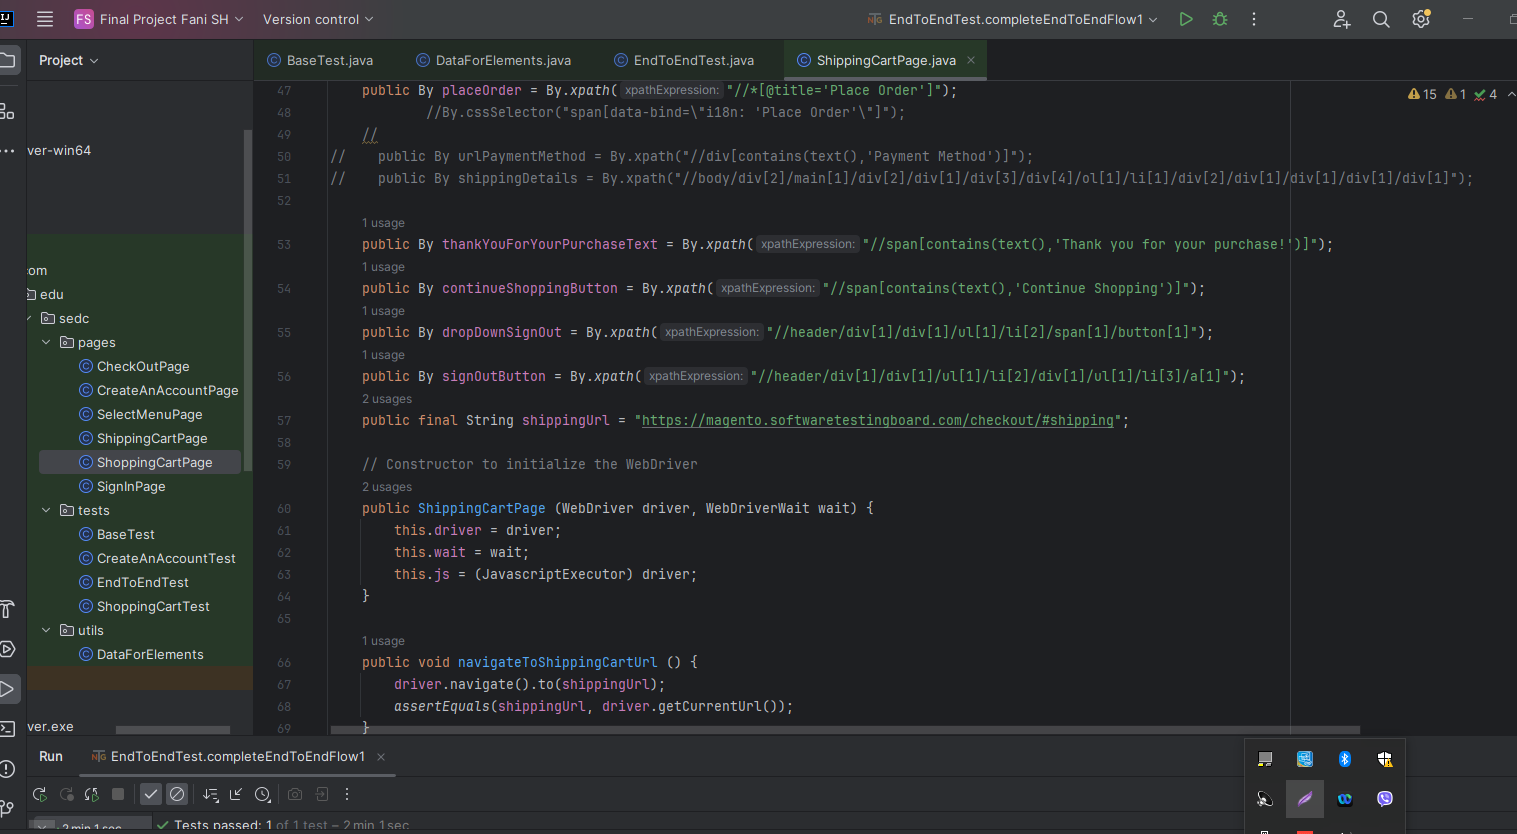 FS Final Project Fani SH Version control EndToEndTest.completeEndToEndFlow1
Project
BaseTest.java DataForElements.java EndToEndTest.java ShippingCartPage.java
15 1 4
ver-win64
com
edu
sedc
pages
CheckOutPage
CreateAnAccountPage
SelectMenuPage
ShippingCartPage
ShoppingCartPage
SignInPage
tests
BaseTest
CreateAnAccountTest
EndToEndTest
ShoppingCartTest
utils
DataForElements
ver.exe
47 public By placeOrder = By.xpath( xpathExpression: "//*[@title='Place Order']");
48 //By.cssSelector("span[data-bind=\"i18n: 'Place Order'\"]");
49 //
50 // public By urlPaymentMethod = By.xpath("//div[contains(text(),'Payment Method')]");
51 // public By shippingDetails = By.xpath("//body/div[2]/main[1]/div[2]/div[1]/div[3]/div[4]/ol[1]/li[1]/div[2]/div[1]/div[1]/div[1]/div[1]");
52
1 usage
53 public By thankYouForYourPurchaseText = By.xpath( xpathExpression: "//span[contains(text(),'Thank you for your purchase!')]");
1 usage
54 public By continueShoppingButton = By.xpath( xpathExpression: "//span[contains(text(),'Continue Shopping')]");
1 usage
55 public By dropDownSignOut = By.xpath( xpathExpression: "//header/div[1]/div[1]/ul[1]/li[2]/span[1]/button[1]");
1 usage
56 public By signOutButton = By.xpath( xpathExpression: "//header/div[1]/div[1]/ul[1]/li[2]/div[1]/ul[1]/li[3]/a[1]");
2 usages
57 public final String shippingUrl = "https://magento.softwaretestingboard.com/checkout/#shipping";
58
59 // Constructor to initialize the WebDriver
2 usages
60 public ShippingCartPage (WebDriver driver, WebDriverWait wait) {
61 this.driver = driver;
62 this.wait = wait;
63 this.js = (JavascriptExecutor) driver;
64 }
65
1 usage
66 public void navigateToShippingCartUrl () {
67 driver.navigate().to(shippingUrl);
68 assertEquals(shippingUrl, driver.getCurrentUrl());
69 }
Run EndToEndTest.completeEndToEndFlow1
2 min 1 sec Tests passed: 1 of 1 test – 2 min 1 sec